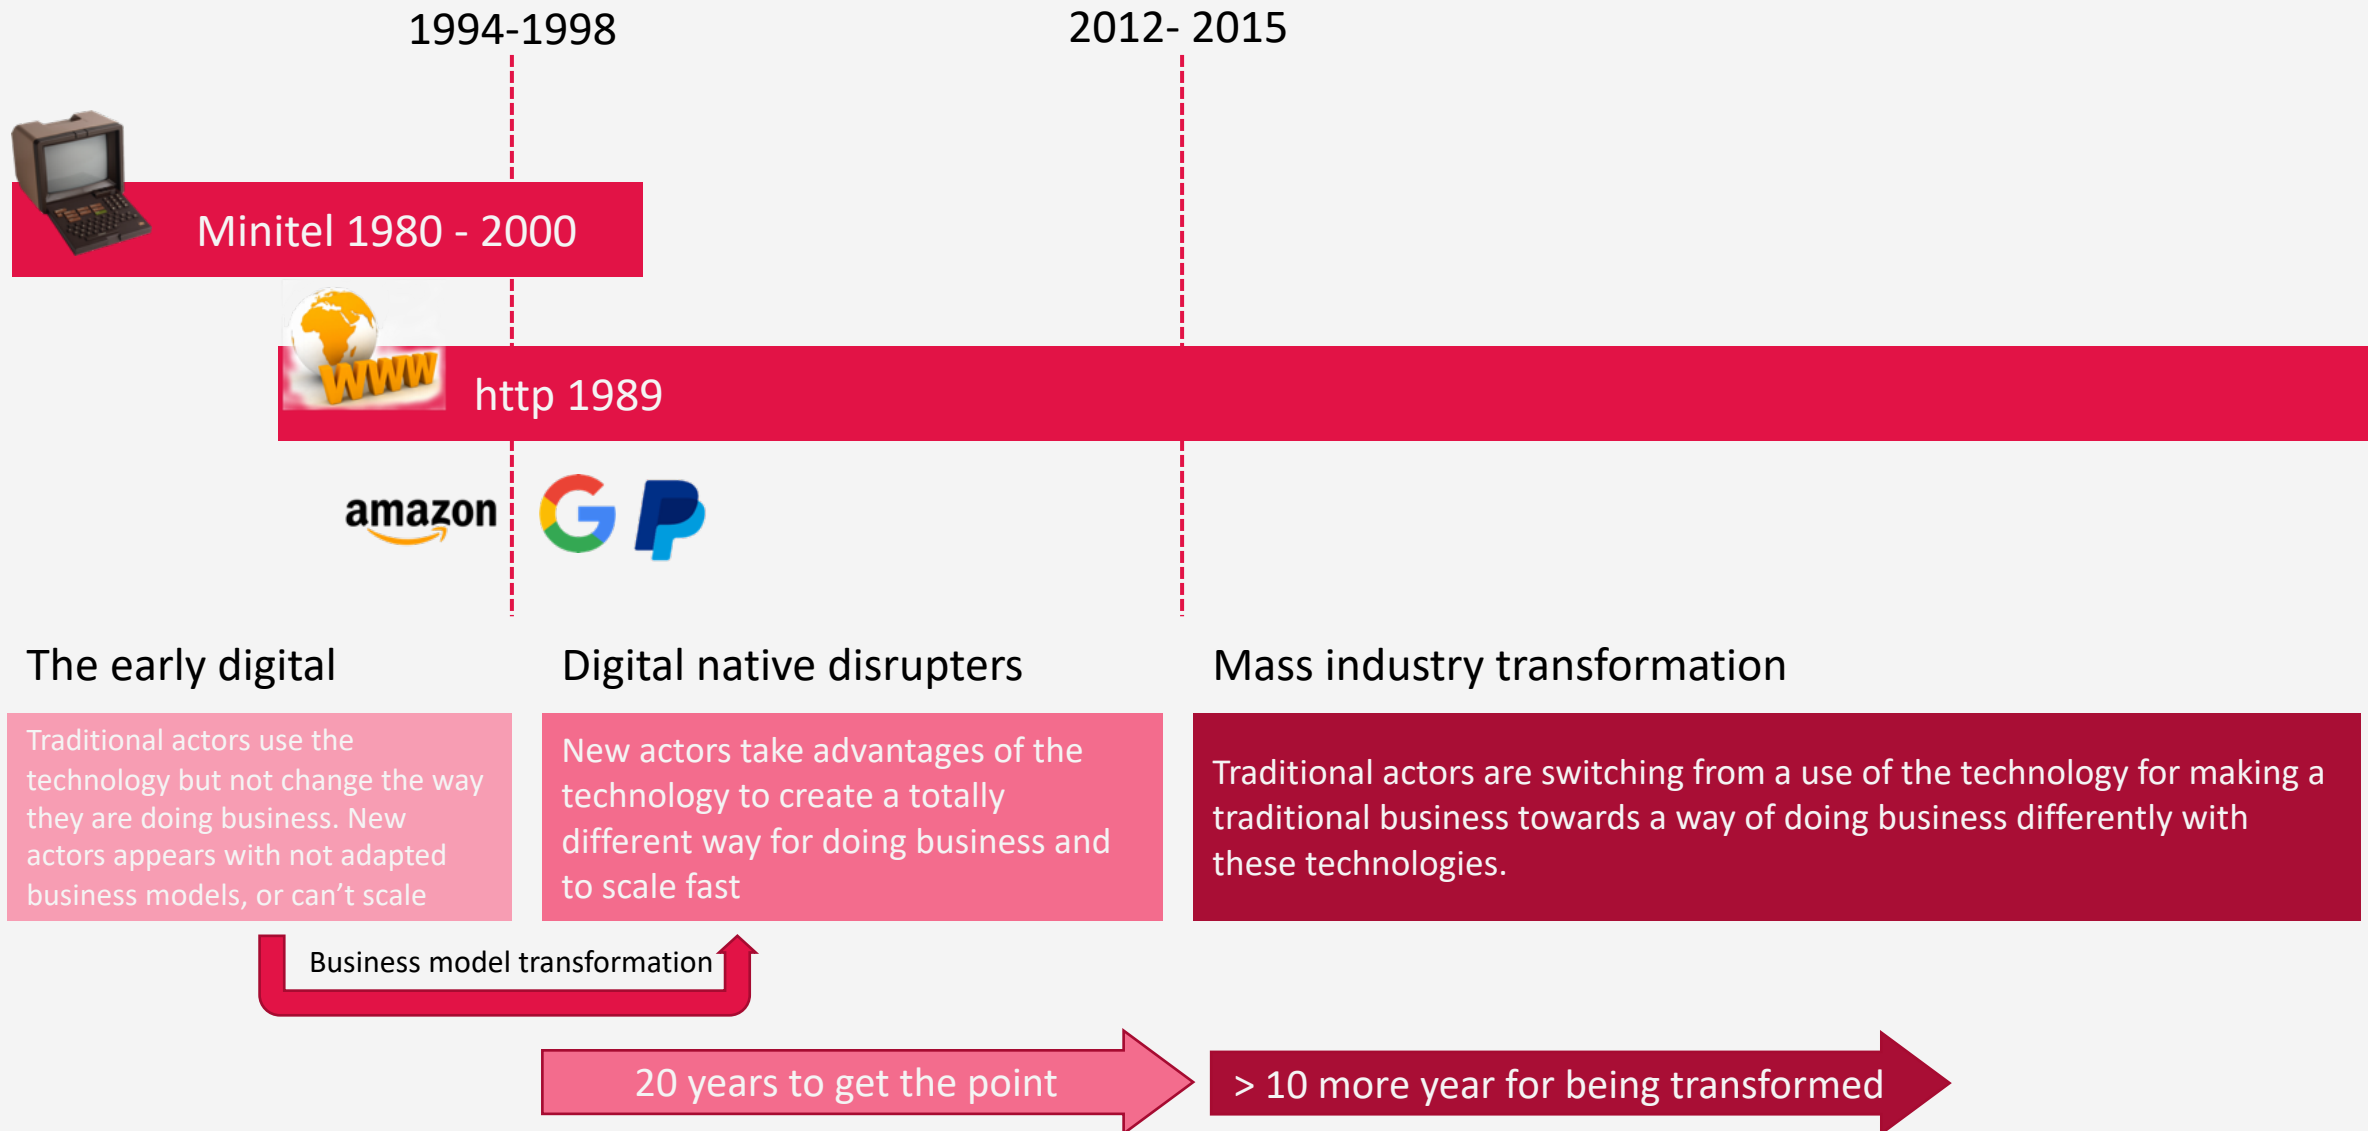 1994-1998
2012- 2015
Minitel 1980 - 2000
WWW
http 1989
amazon
The early digital
Digital native disrupters
Mass industry transformation
Traditional actors use the
technology but not change the way
they are doing business. New
actors appears with not adapted
business models, or can’t scale
New actors take advantages of the
technology to create a totally
different way for doing business and
to scale fast
Traditional actors are switching from a use of the technology for making a
traditional business towards a way of doing business differently with
these technologies.
Business model transformation
20 years to get the point
> 10 more year for being transformed